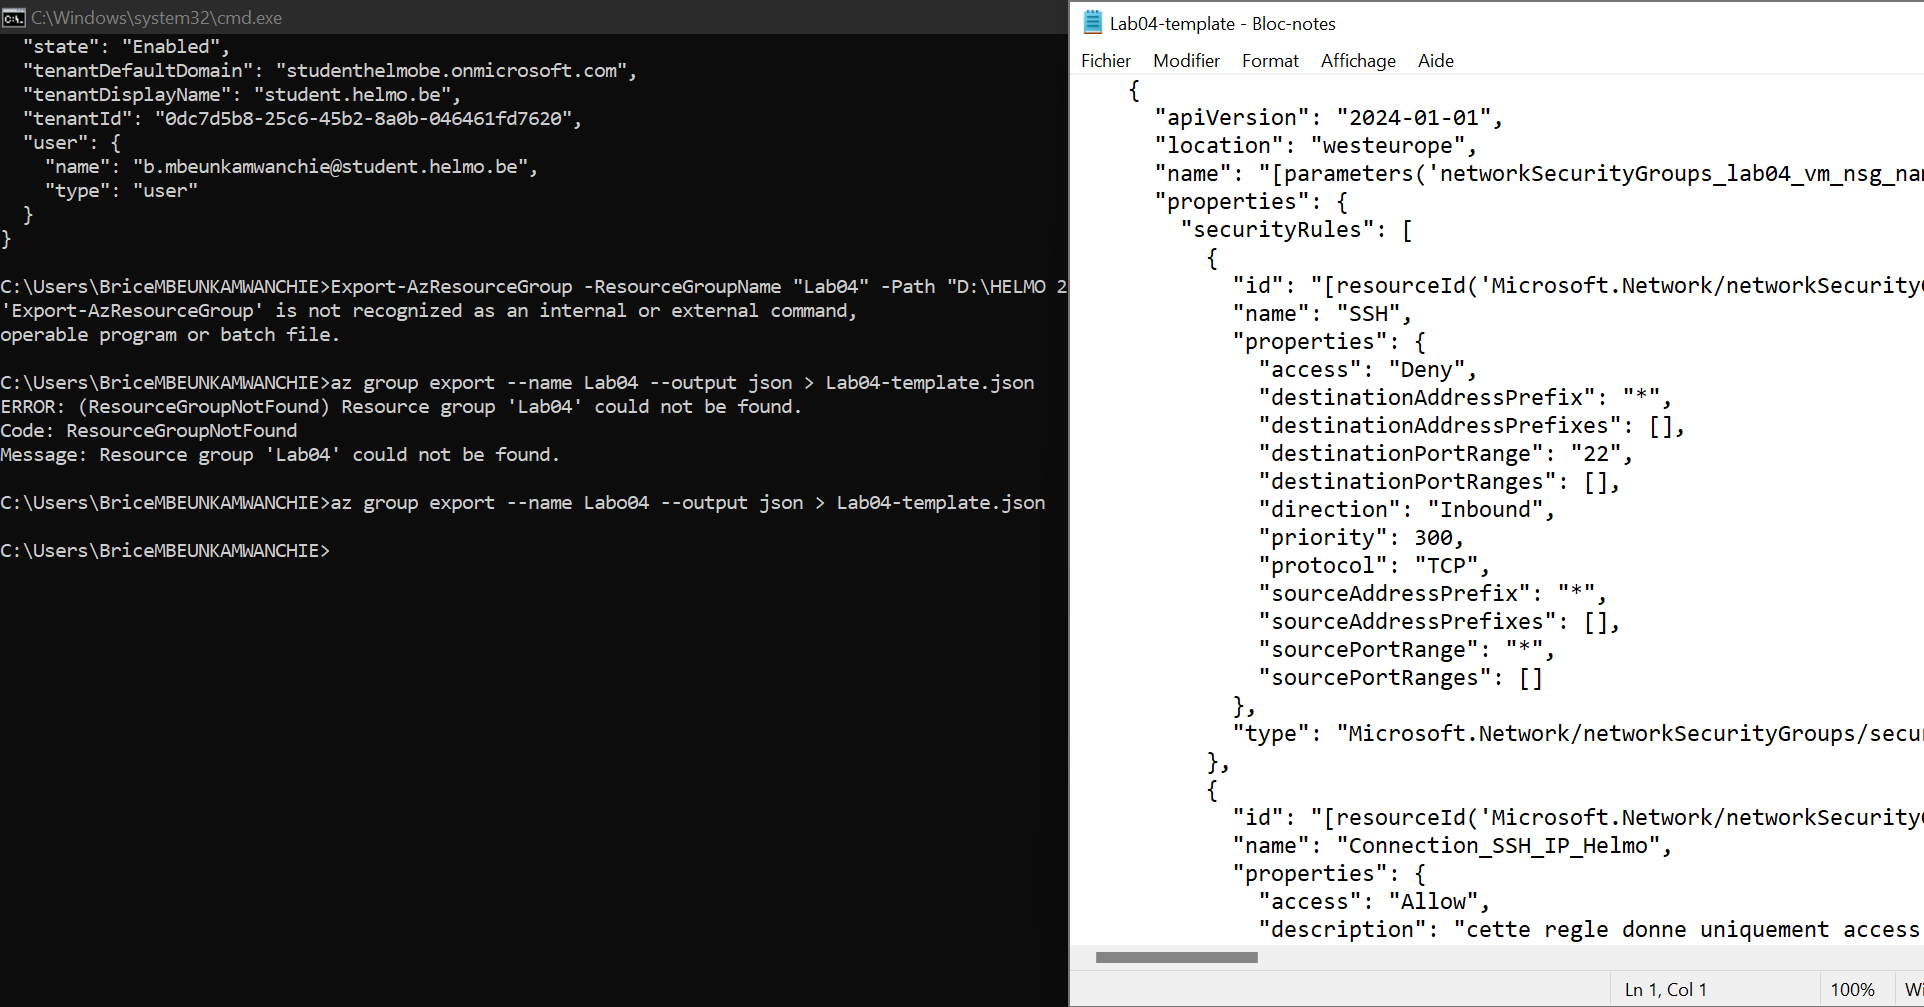 C:\Windows\system32\cmd.exe
"state": "Enabled",
"tenantDefaultDomain": "studenthelmobe.onmicrosoft.com",
"tenantDisplayName": "student.helmo.be",
"tenantId": "0dc7d5b8-25c6-45b2-8a0b-046461fd7620",
"user": {
"name": "b.mbeunkamwanchie@student.helmo.be",
"type": "user"
}
}
C:\Users\BriceMBEUNKAMWANCHIE>Export-AzResourceGroup -ResourceGroupName "Lab04" -Path "D:\HELMO 2
'Export-AzResourceGroup' is not recognized as an internal or external command,
operable program or batch file.
C:\Users\BriceMBEUNKAMWANCHIE>az group export --name Lab04 --output json > Lab04-template.json
ERROR: (ResourceGroupNotFound) Resource group 'Lab04' could not be found.
Code: ResourceGroupNotFound
Message: Resource group 'Lab04' could not be found.
C:\Users\BriceMBEUNKAMWANCHIE>az group export --name Labo04 --output json > Lab04-template.json
C:\Users\BriceMBEUNKAMWANCHIE>
Lab04-template - Bloc-notes
Fichier Modifier Format Affichage Aide
{
"apiVersion": "2024-01-01",
"location": "westeurope",
"name": "[parameters('networkSecurityGroups_lab04_vm_nsg_nam
"properties": {
"securityRules": [
{
"id": "[resourceId('Microsoft.Network/networkSecurityG
"name": "SSH",
"properties": {
"access": "Deny",
"destinationAddressPrefix": "*",
"destinationAddressPrefixes": [],
"destinationPortRange": "22",
"destinationPortRanges": [],
"direction": "Inbound",
"priority": 300,
"protocol": "TCP",
"sourceAddressPrefix": "*",
"sourceAddressPrefixes": [],
"sourcePortRange": "*",
"sourcePortRanges": []
},
"type": "Microsoft.Network/networkSecurityGroups/secur
},
{
"id": "[resourceId('Microsoft.Network/networkSecurityG
"name": "Connection_SSH_IP_Helmo",
"properties": {
"access": "Allow",
"description": "cette regle donne uniquement access
Ln 1, Col 1
100%
Wi